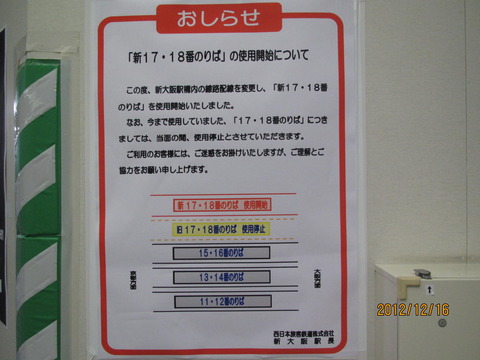 おしらせ
「新17・18番のりば」の使用開始について
この度、新大阪駅構内の線路配線を変更し、「新17・18番
のりば」を使用開始いたしました。
なお、今まで使用していました、「17・18番のりば」につき
ましては、当面の間、使用停止とさせていただきます。
ご利用のお客様には、ご迷惑をお掛けいたしますが、ご理解とご
協力をお願い申し上げます。
新17・18番のりば 使用開始
旧17・18番のりば 使用停止
15・16番のりば
13・14番のりば
11・12番のりば
西日本旅客鉄道株式会社
新大阪駅長
2012/12/16